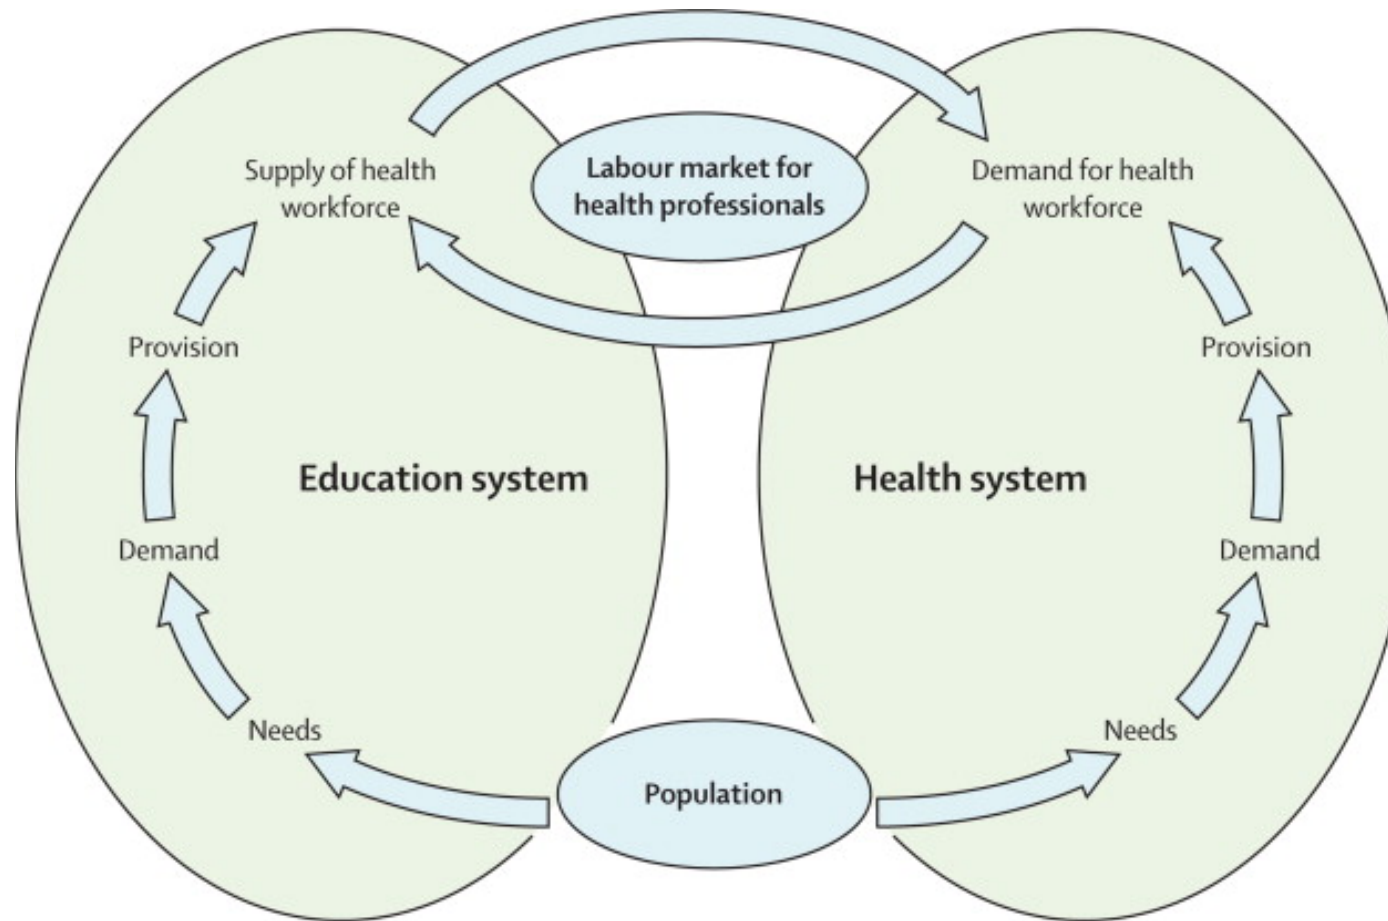 Labour market for
health professionals
Supply of health
workforce
Demand for health
workforce
Provision
Provision
Education system
Health system
Demand
Demand
Needs
Needs
Population